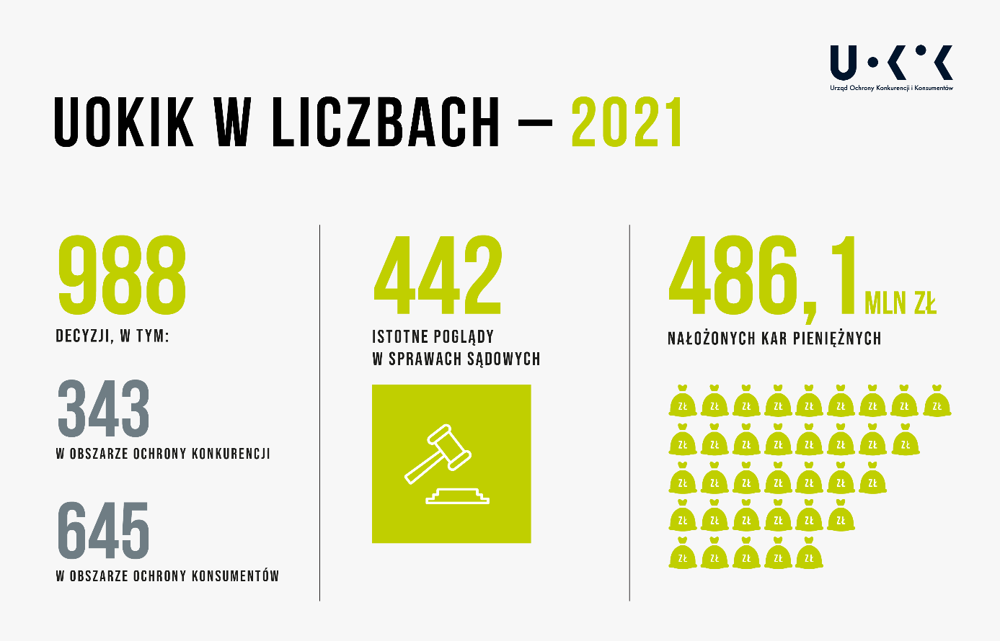 U•K•K
Urząd Ochrony Konkurencji i Konsumentów
UOKIK W LICZBACH – 2021
988
DECYZJI, W TYM:
343
W OBSZARZE OCHRONY KONKURENCJI
645
W OBSZARZE OCHRONY KONSUMENTÓW
442
ISTOTNE POGLĄDY
W SPRAWACH SĄDOWYCH
486,1 MLN ZŁ
NAŁOŻONYCH KAR PIENIĘŻNYCH
ZŁ ZŁ ZŁ ZŁ ZŁ ZŁ ZŁ ZŁ ZŁ
ZŁ ZŁ ZŁ ZŁ ZŁ ZŁ ZŁ ZŁ
ZŁ ZŁ ZŁ ZŁ ZŁ ZŁ ZŁ
ZŁ ZŁ ZŁ ZŁ ZŁ ZŁ
ZŁ ZŁ ZŁ ZŁ ZŁ